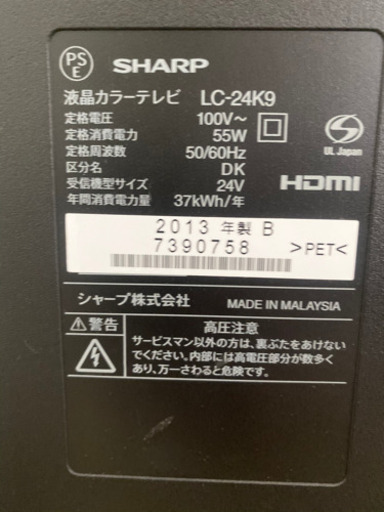 PS
E
SHARP
液晶カラーテレビ LC-24K9
定格電圧 100V~
定格消費電力 55W
定格周波数 50/60Hz
区分名 DK
受信機型サイズ 24V
年間消費電力量 37kWh/年
S
UL Japan
HDMI
2013 年製 B
7390758
>PET<
シャープ株式会社 MADE IN MALAYSIA
警告 高圧注意
サービスマン以外の方は、裏ぶたをあけない
でください。内部には高電圧部分が数多く
あり、万一さわると危険です。